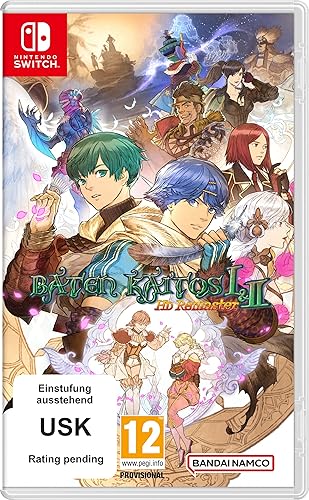 NINTENDO
SWITCH
BATEN KAITOS I & II
HD Remaster
Einstufung
ausstehend
USK
Rating pending
12
www.pegi.info
PROVISIONAL
BANDAI NAMCO